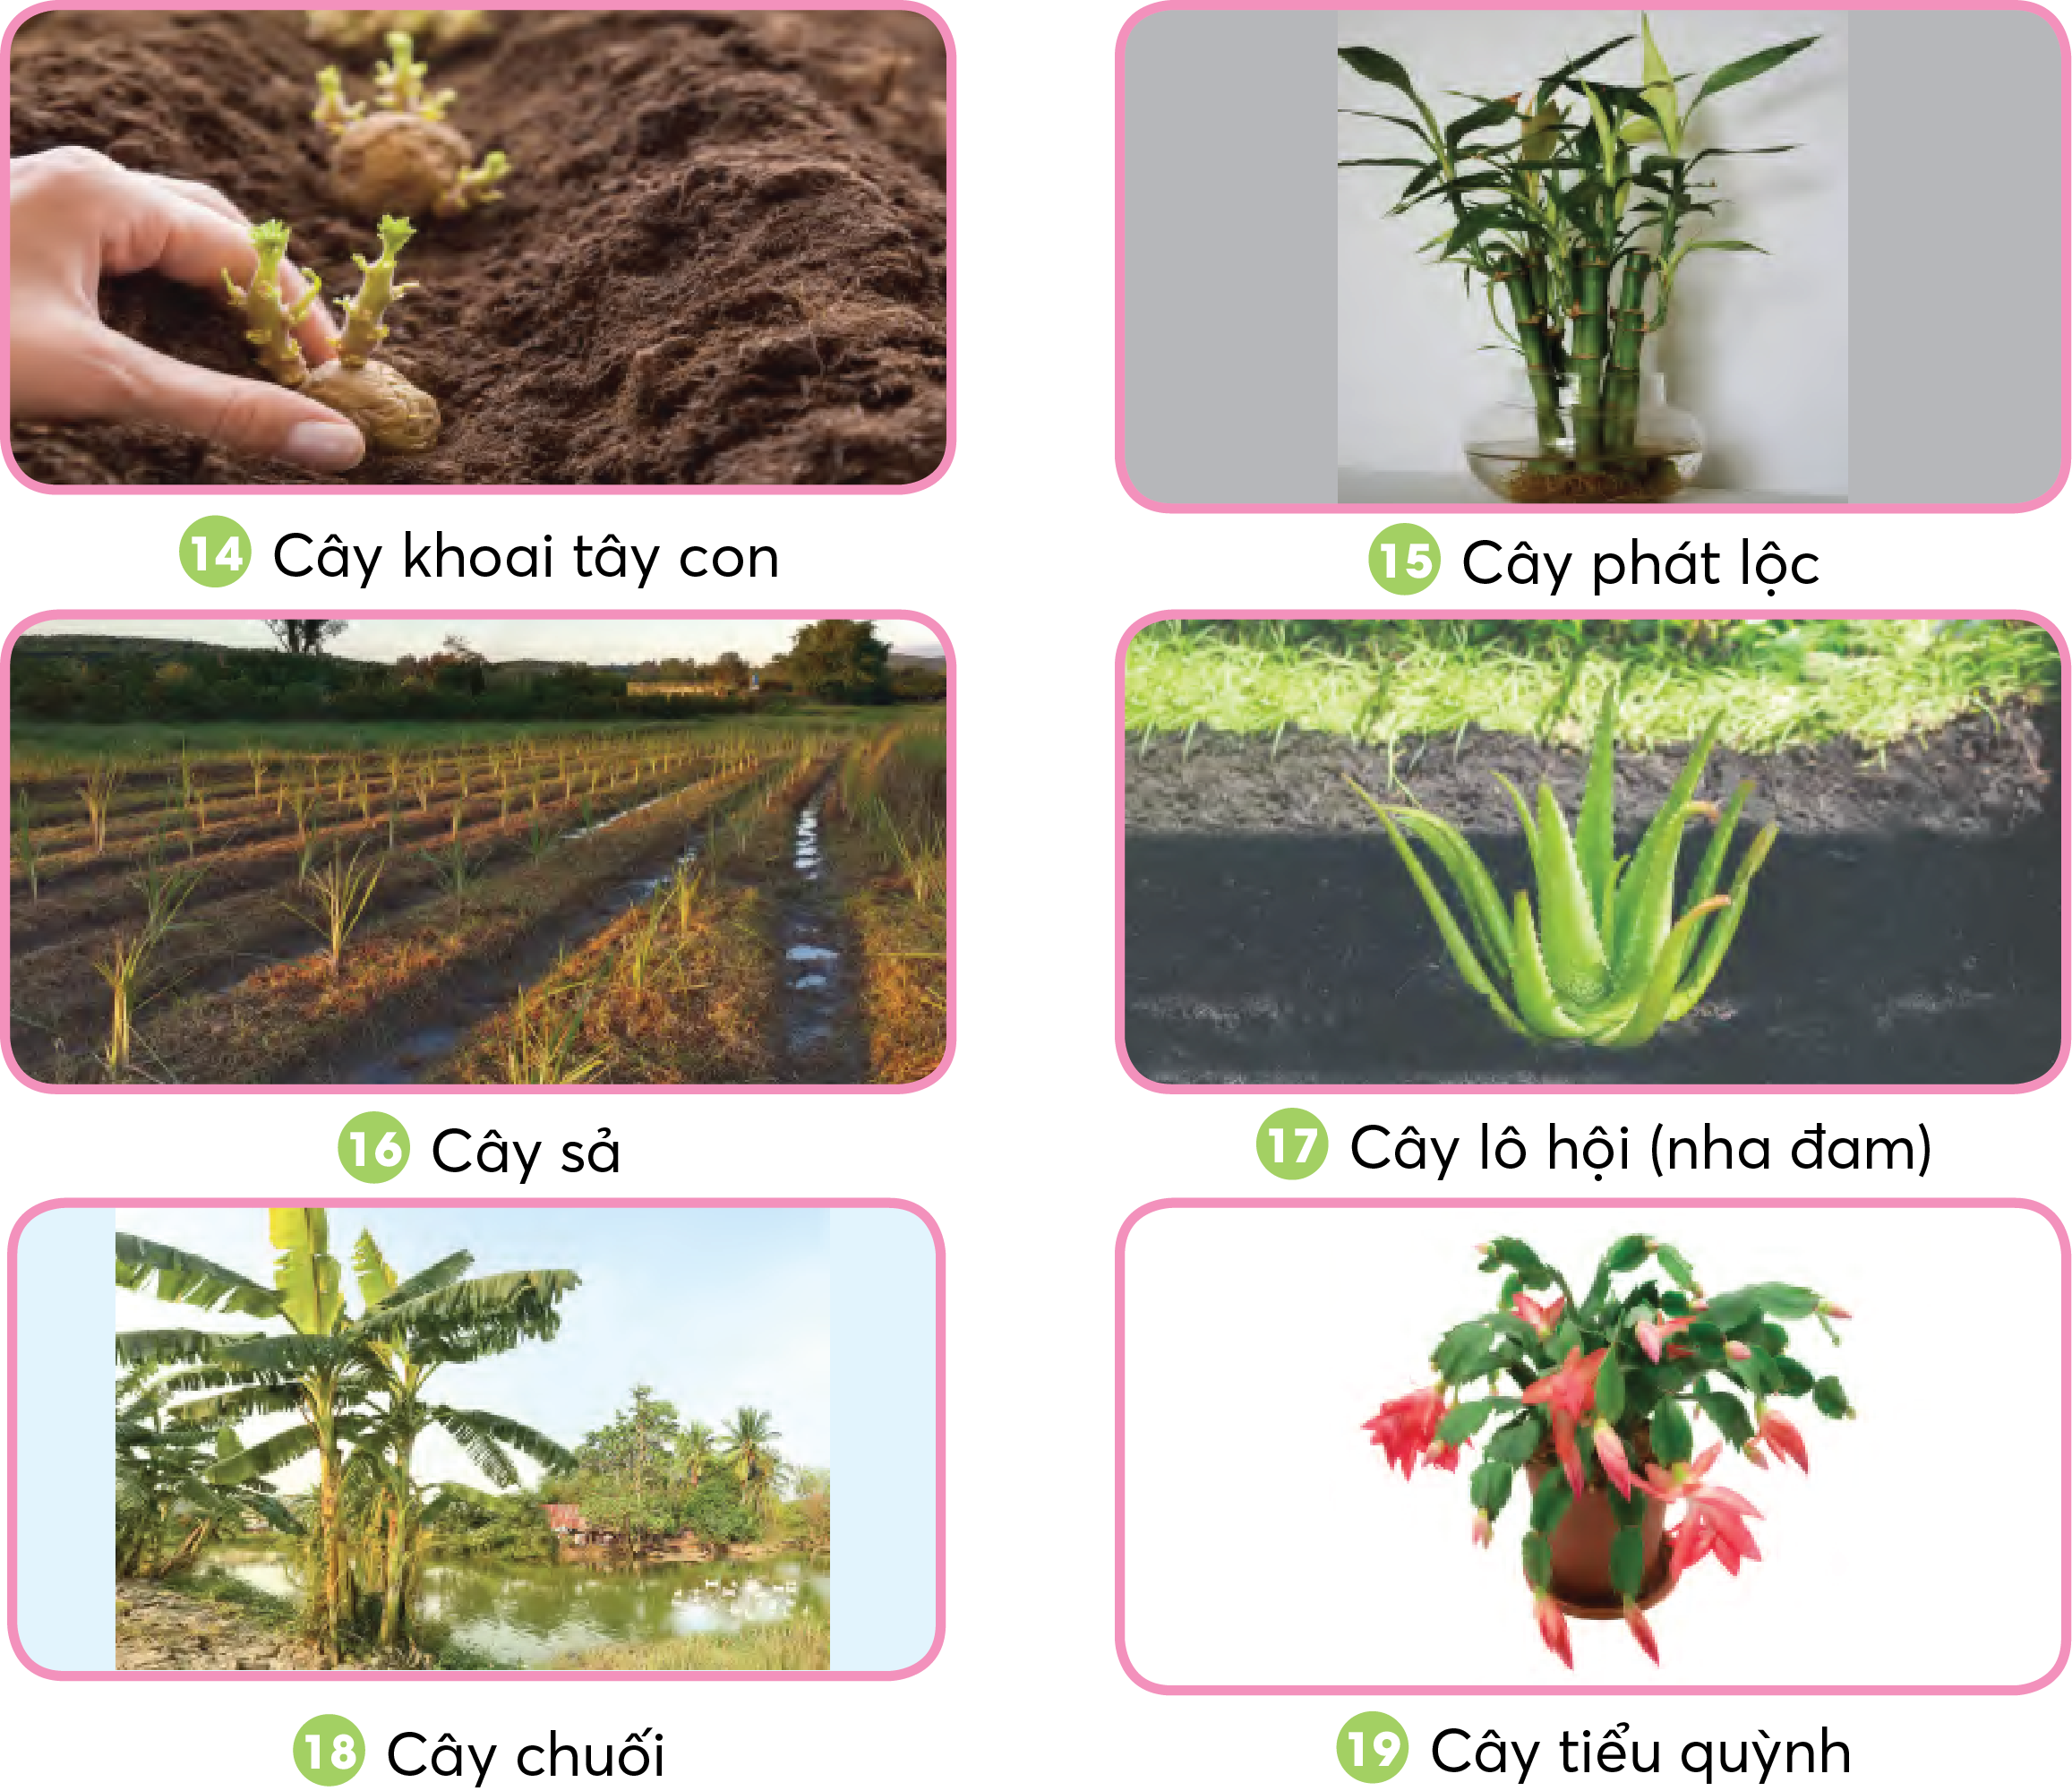 14 Cây khoai tây con
15 Cây phát lộc
16 Cây sả
17 Cây lô hội (nha đam)
18 Cây chuối
19 Cây tiểu quỳnh